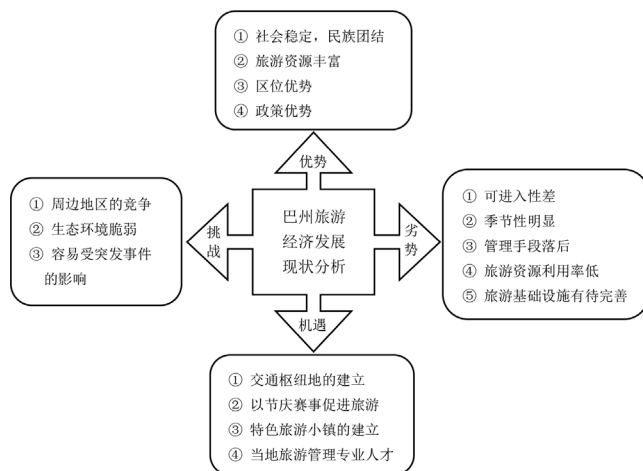 ① 社会稳定，民族团结
② 旅游资源丰富
③ 区位优势
④ 政策优势
优势
① 周边地区的竞争
② 生态环境脆弱
③ 容易受突发事件
的影响
挑战
巴州旅游
经济发展
现状分析
劣势
① 可进入性差
② 季节性明显
③ 管理手段落后
④ 旅游资源利用率低
⑤ 旅游基础设施有待完善
机遇
① 交通枢纽地的建立
② 以节庆赛事促进旅游
③ 特色旅游小镇的建立
④ 当地旅游管理专业人才